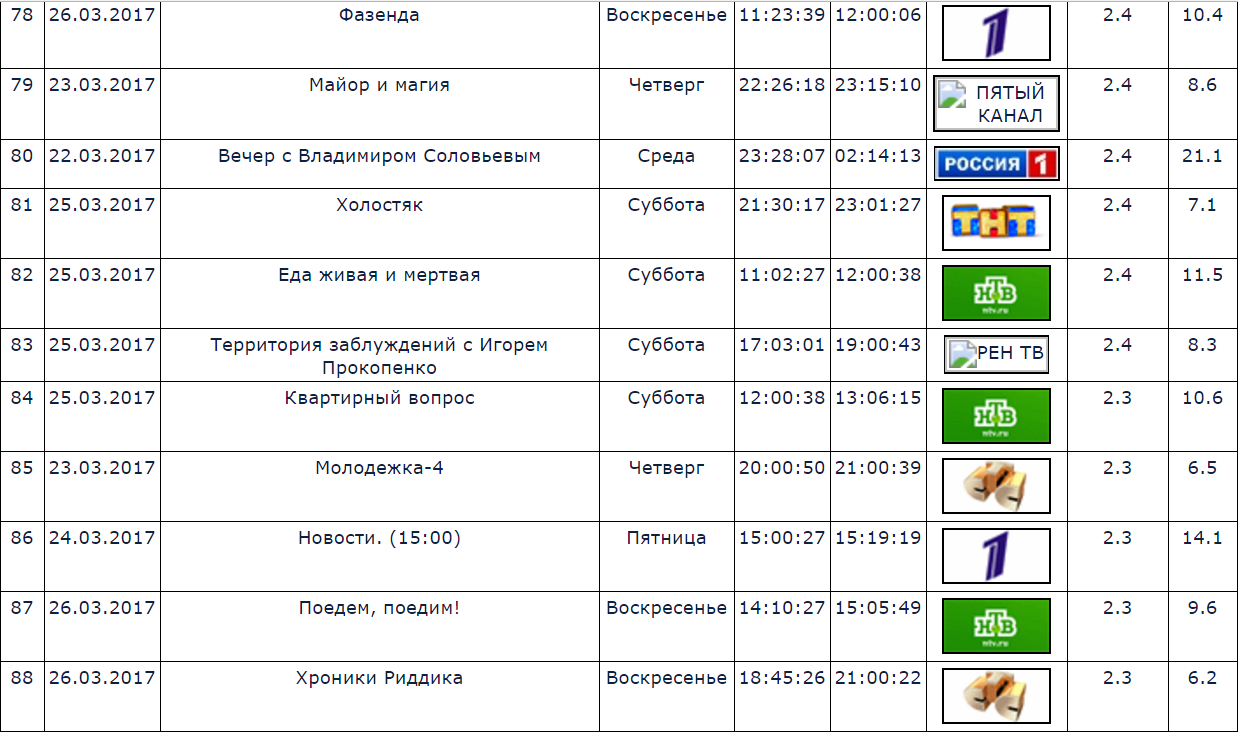 78 26.03.2017 Фазенда Воскресенье 11:23:39 12:00:06 1 2.4 10.4
79 23.03.2017 Майор и магия Четверг 22:26:18 23:15:10 ПЯТЫЙ 2.4 8.6
КАНАЛ
80 22.03.2017 Вечер с Владимиром Соловьевым Среда 23:28:07 02:14:13 РОССИЯ 1 2.4 21.1
81 25.03.2017 Холостяк Суббота 21:30:17 23:01:27 ТНТ 2.4 7.1
82 25.03.2017 Еда живая и мертвая Суббота 11:02:27 12:00:38 НТВ 2.4 11.5
ntv.ru
83 25.03.2017 Территория заблуждений с Игорем Суббота 17:03:01 19:00:43 РЕН ТВ 2.4 8.3
Прокопенко
84 25.03.2017 Квартирный вопрос Суббота 12:00:38 13:06:15 НТВ 2.3 10.6
ntv.ru
85 23.03.2017 Молодежка-4 Четверг 20:00:50 21:00:39 СТС 2.3 6.5
86 24.03.2017 Новости. (15:00) Пятница 15:00:27 15:19:19 1 2.3 14.1
87 26.03.2017 Поедем, поедим! Воскресенье 14:10:27 15:05:49 НТВ 2.3 9.6
ntv.ru
88 26.03.2017 Хроники Риддика Воскресенье 18:45:26 21:00:22 СТС 2.3 6.2